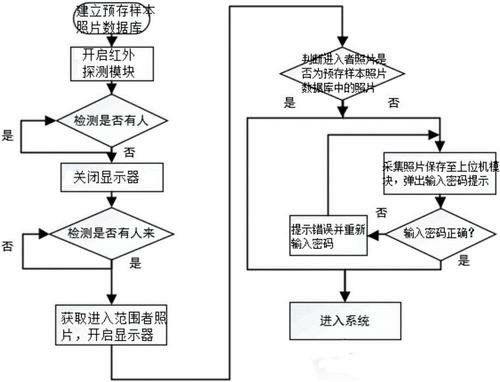 建立预存样本
照片数据库
开启红外
探测模块
检测是否有人
是
否
关闭显示器
检测是否有人来
否
是
获取进入范围者照
片，开启显示器
判断进入者照片是
否为预存样本照片
数据库中的照片
是
否
采集照片保存至上位机模
块，弹出输入密码提示
提示错误并重新
输入密码
否
输入密码正确？
是
进入系统